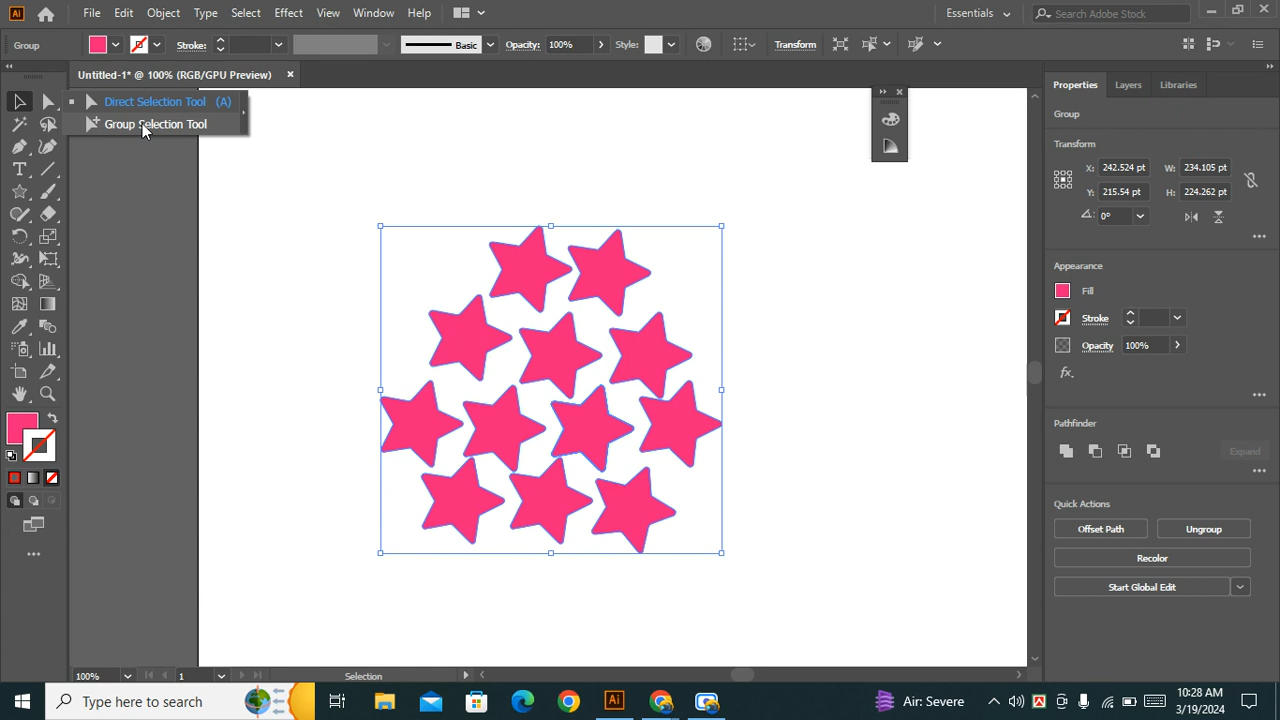 Ai File Edit Object Type Select Effect View Window Help Essentials Search Adobe Stock
Group Stroke: Basic Opacity: 100% Style: Transform
Untitled-1* @ 100% (RGB/GPU Preview)
Direct Selection Tool (A)
Group Selection Tool
Properties Layers Libraries
Group
Transform
X: 242.524 pt W: 234.105 pt
Y: 215.54 pt H: 224.262 pt
0°
Appearance
Fill
Stroke
Opacity 100%
fx.
Pathfinder
Expand
Quick Actions
Offset Path Ungroup
Recolor
Start Global Edit
100% 1 Selection
Type here to search Ai Air: Severe 3:28 AM
3/19/2024